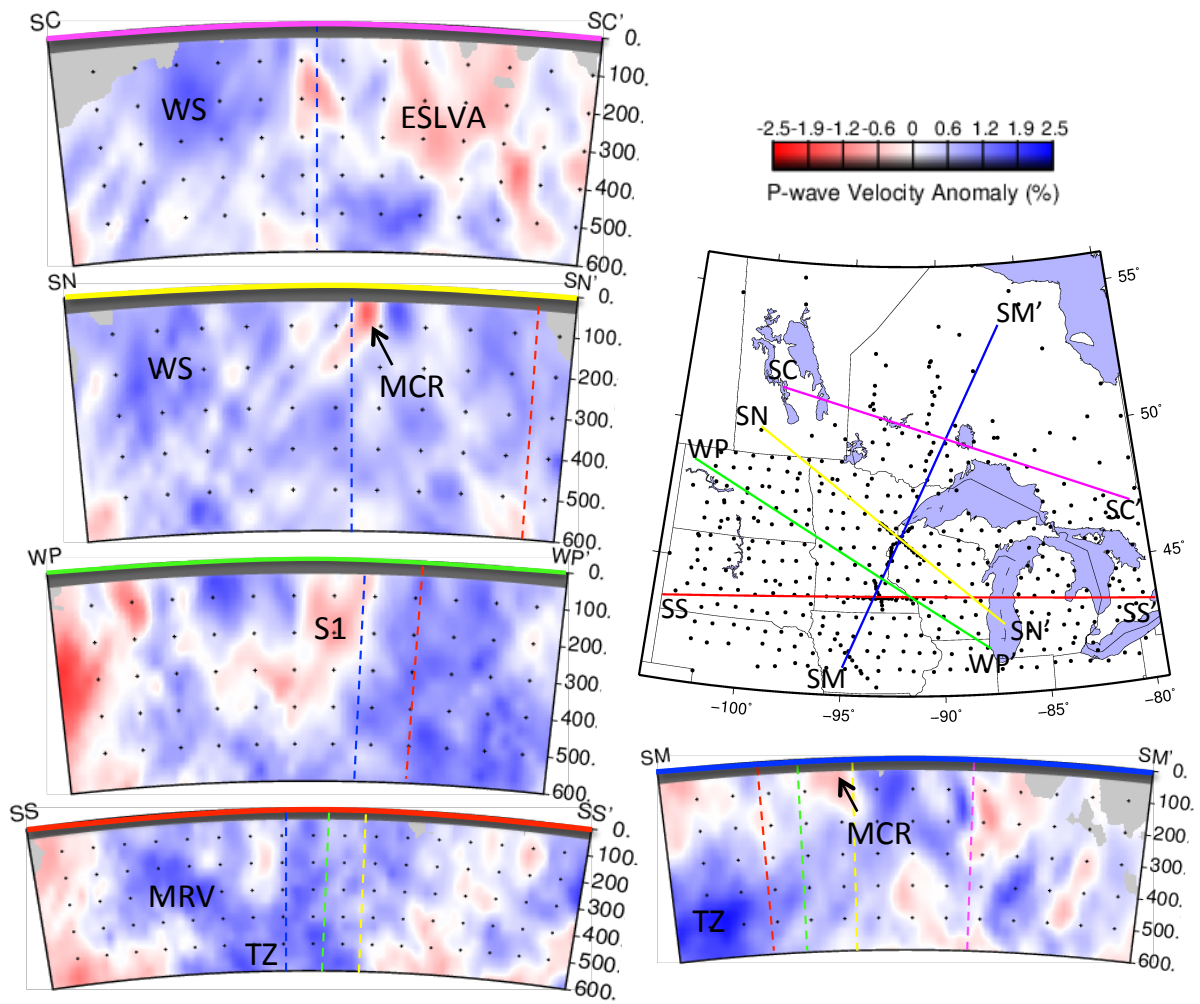 SC SC’
0.
100.
200.
300.
400.
500.
600.
WS ESLVA
SN SN’
0.
100.
200.
300.
400.
500.
600.
WS
MCR
WP WP’
0.
100.
200.
300.
400.
500.
600.
S1
SS SS’
0.
100.
200.
300.
400.
500.
600.
MRV
TZ
-2.5 -1.9 -1.2 -0.6 0 0.6 1.2 1.9 2.5
P-wave Velocity Anomaly (%)
55˚
SM’
SC
50˚
SN
WP
SC’
45˚
SS SS’
SN’
WP’
SM
−100˚ −95˚ −90˚ −85˚ −80˚
SM SM’
0.
100.
200.
300.
400.
500.
600.
MCR
TZ